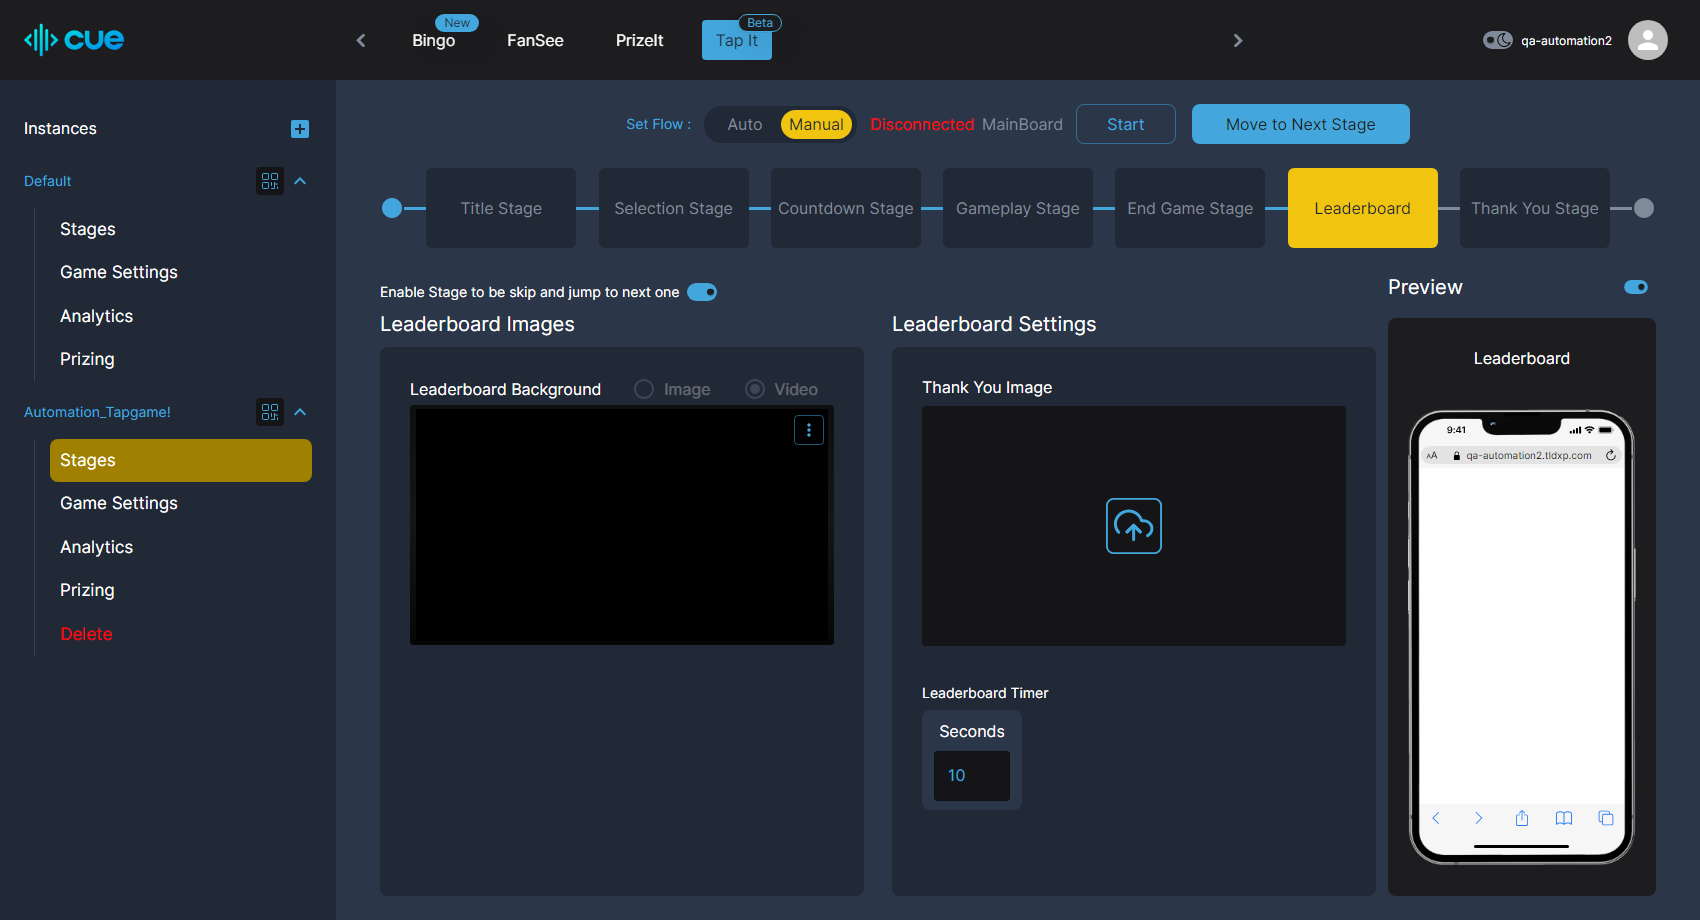 cue
Bingo
New
FanSee
PrizeIt
Tap It
Beta
qa-automation2
Instances
Default
Stages
Game Settings
Analytics
Prizing
Automation_Tapgame!
Stages
Game Settings
Analytics
Prizing
Delete
Set Flow :
Auto
Manual
Disconnected MainBoard
Start
Move to Next Stage
Title Stage
Selection Stage
Countdown Stage
Gameplay Stage
End Game Stage
Leaderboard
Thank You Stage
Enable Stage to be skip and jump to next one
Leaderboard Images
Leaderboard Background
Image
Video
Leaderboard Settings
Thank You Image
Leaderboard Timer
Seconds
10
Preview
Leaderboard
9:41
AA
qa-automation2.tldxp.com